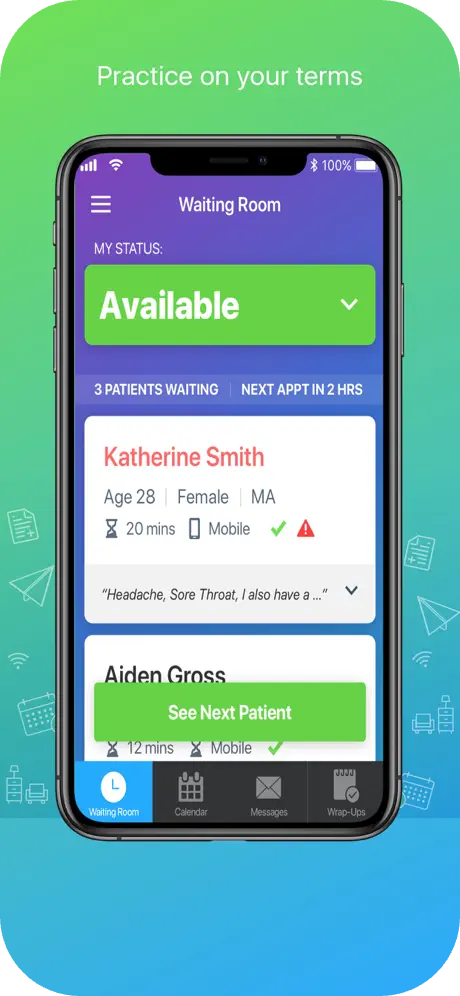 Practice on your terms
100%
Waiting Room
MY STATUS:
Available
3 PATIENTS WAITING NEXT APPT IN 2 HRS
Katherine Smith
Age 28 Female MA
20 mins Mobile
“Headache, Sore Throat, I also have a ...”
Aiden Gross
See Next Patient
12 mins Mobile
Waiting Room Calendar Messages Wrap-Ups